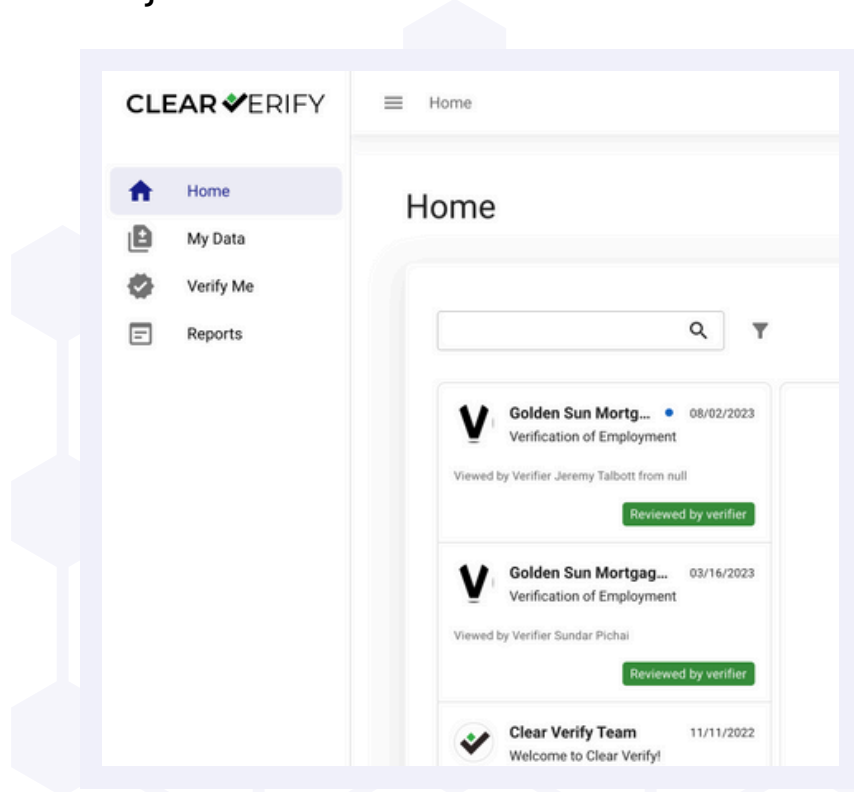 CLEAR VERIFY
Home
Home
My Data
Verify Me
Reports
Home
Golden Sun Mortg... 08/02/2023
Verification of Employment
Viewed by Verifier Jeremy Talbott from null
Reviewed by verifier
Golden Sun Mortgag... 03/16/2023
Verification of Employment
Viewed by Verifier Sundar Pichai
Reviewed by verifier
Clear Verify Team 11/11/2022
Welcome to Clear Verify!